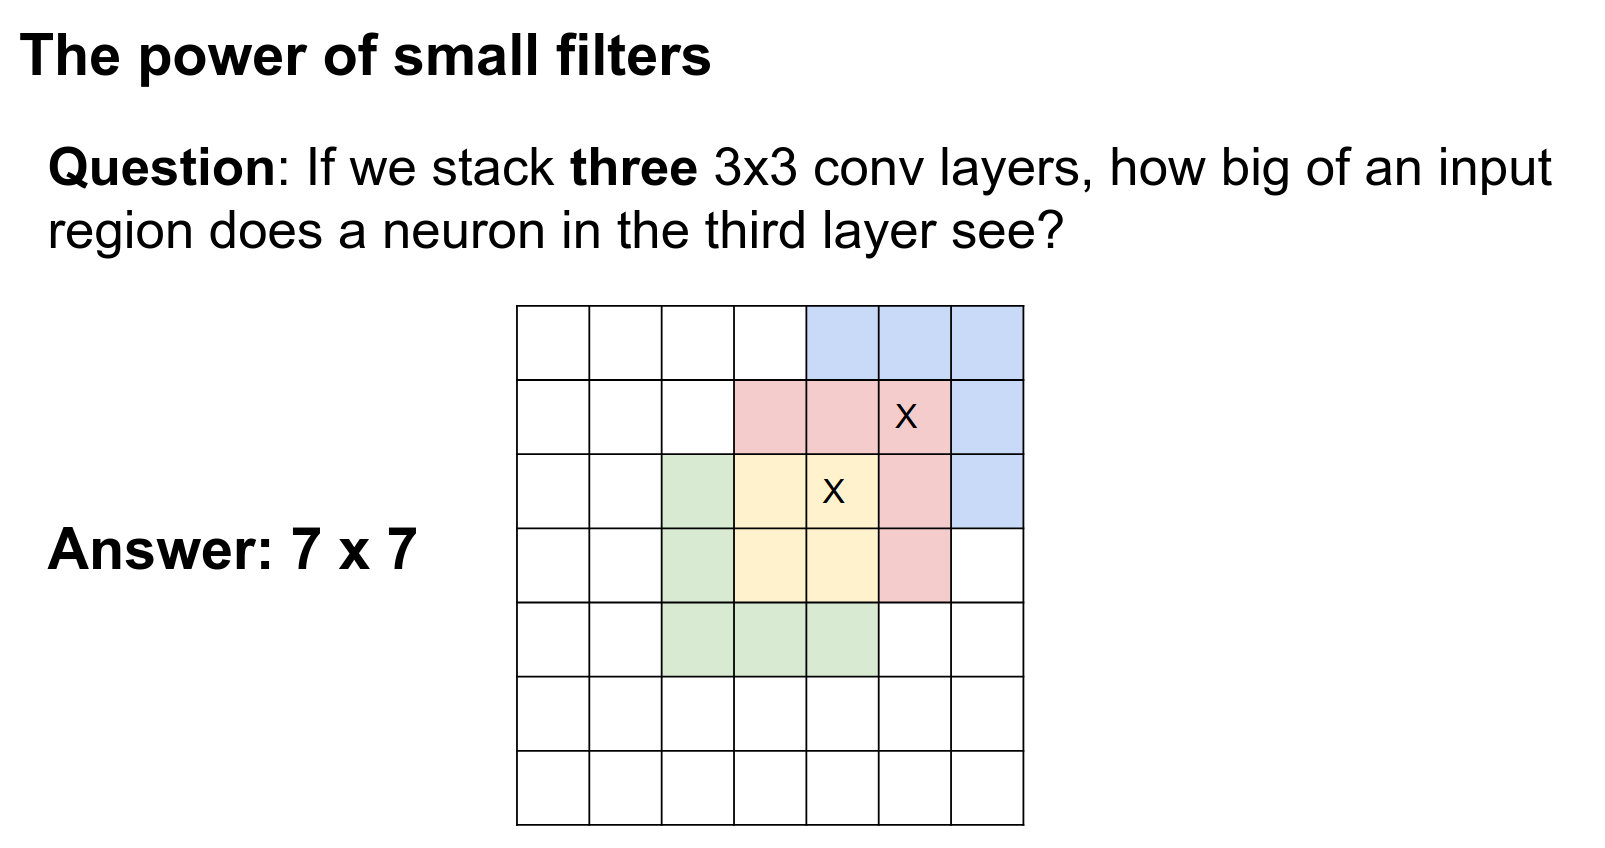 The power of small filters
Question: If we stack three 3x3 conv layers, how big of an input
region does a neuron in the third layer see?
X
X
Answer: 7 x 7